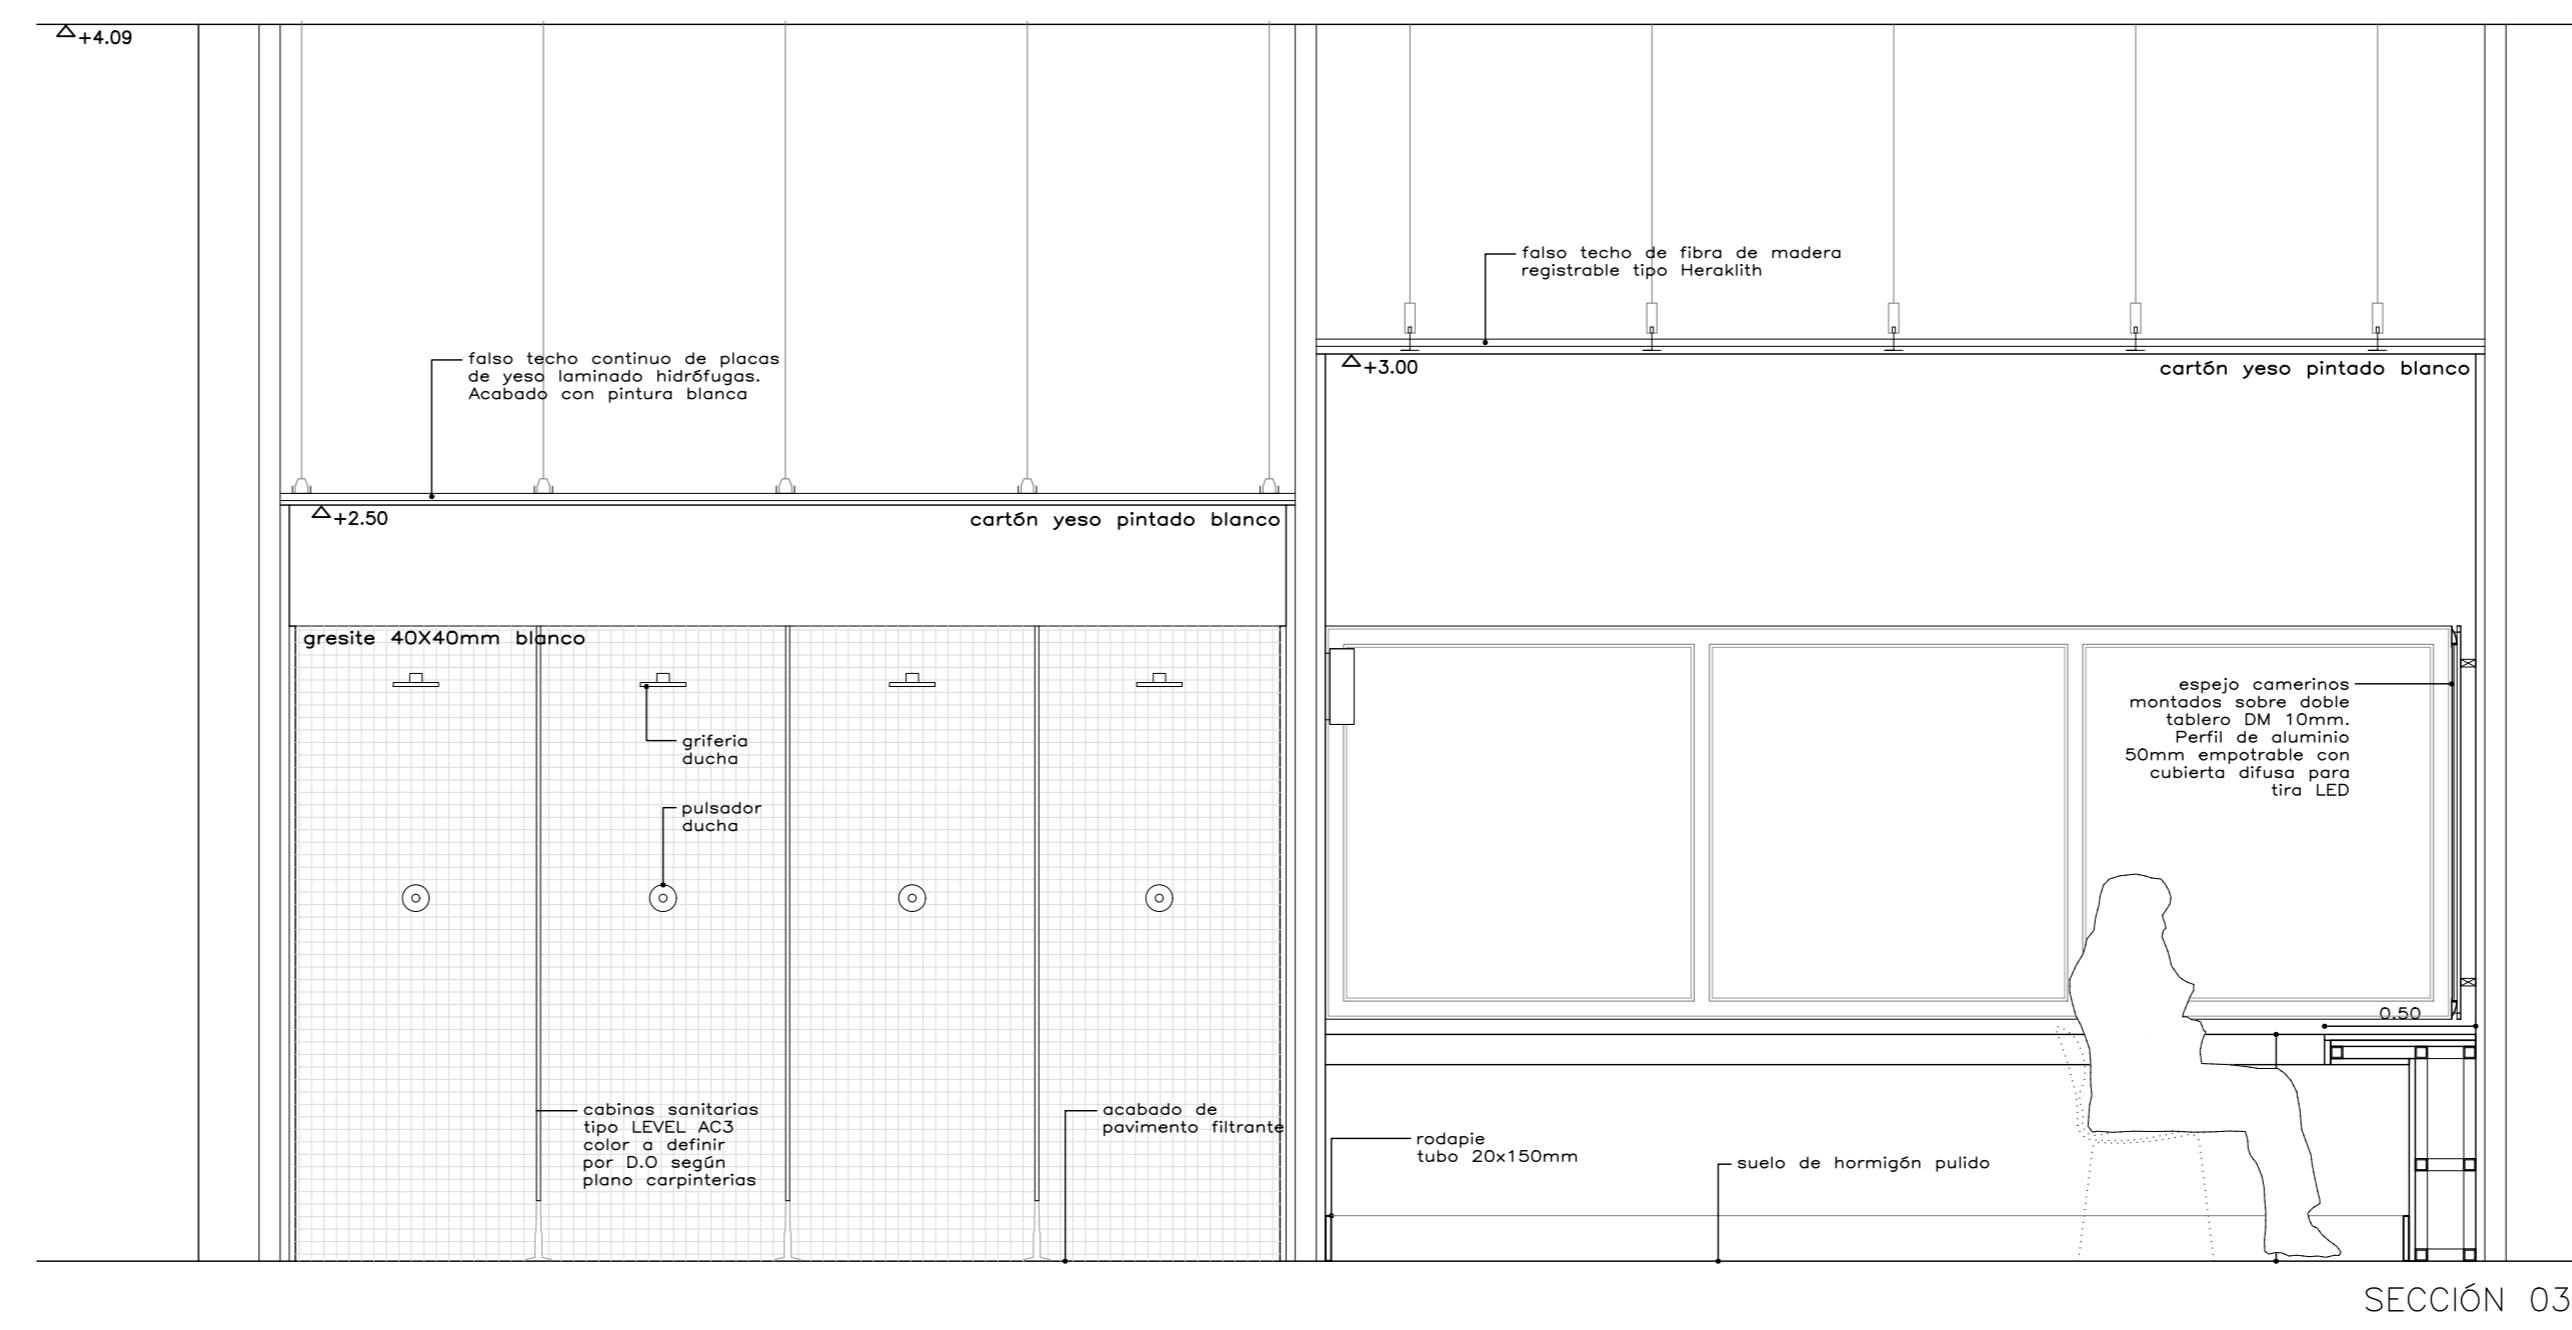 +4.09
falso techo de fibra de madera
registrable tipo Heraklith
falso techo continuo de placas
de yeso laminado hidrófugas.
Acabado con pintura blanca
+3.00
cartón yeso pintado blanco
+2.50
cartón yeso pintado blanco
gresite 40X40mm blanco
griferia
ducha
pulsador
ducha
espejo camerinos
montados sobre doble
tablero DM 10mm.
Perfil de aluminio
50mm empotrable con
cubierta difusa para
tira LED
0.50
cabinas sanitarias
tipo LEVEL AC3
color a definir
por D.O según
plano carpinterias
acabado de
pavimento filtrante
rodapie
tubo 20x150mm
suelo de hormigón pulido
SECCIÓN 03